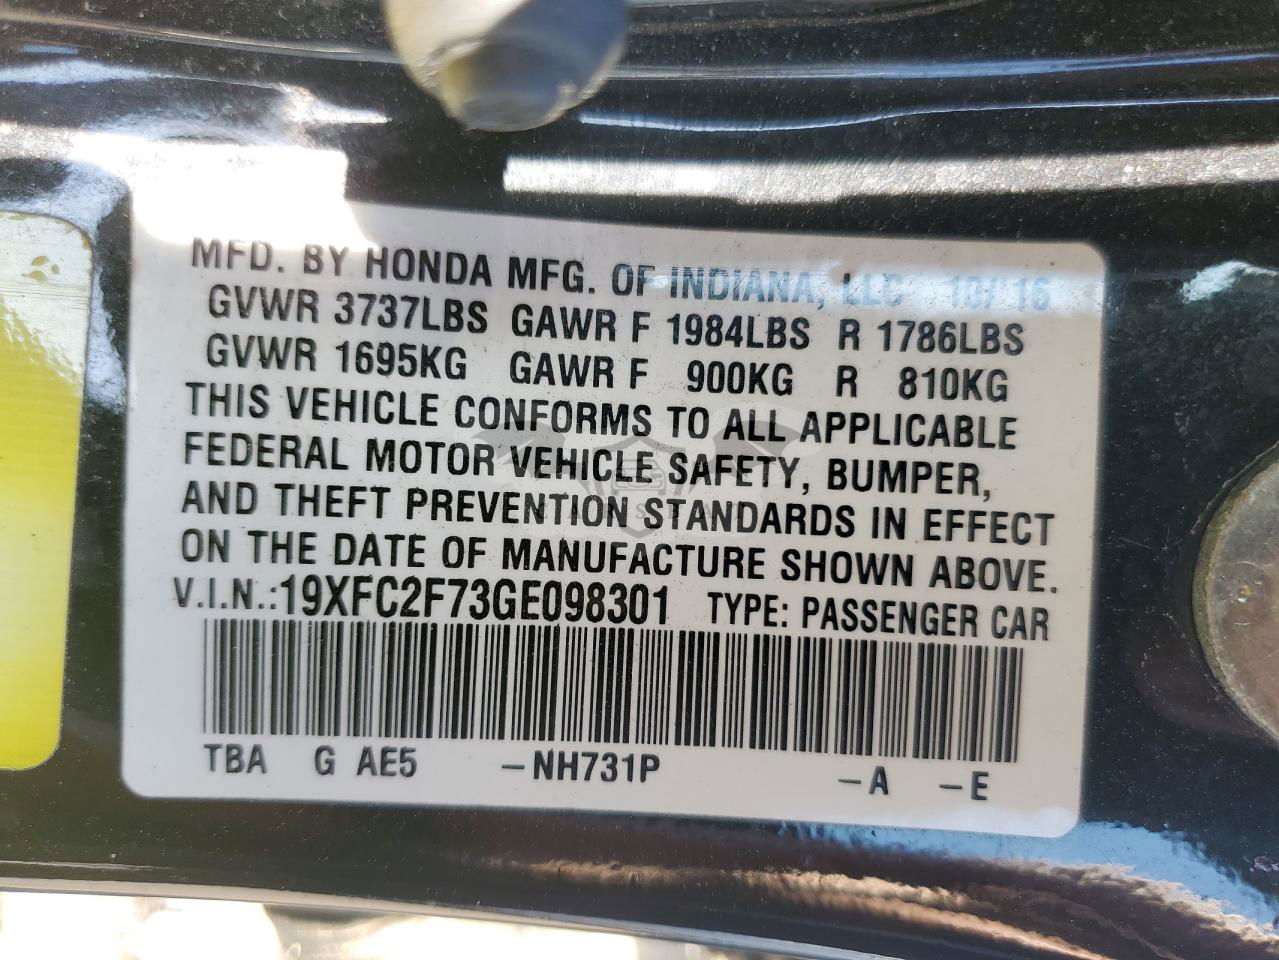 MFD. BY HONDA MFG. OF INDIANA, LLC 10/'16
GVWR 3737LBS GAWR F 1984LBS R 1786LBS
GVWR 1695KG GAWR F 900KG R 810KG
THIS VEHICLE CONFORMS TO ALL APPLICABLE
FEDERAL MOTOR VEHICLE SAFETY, BUMPER,
AND THEFT PREVENTION STANDARDS IN EFFECT
ON THE DATE OF MANUFACTURE SHOWN ABOVE.
V.I.N.:19XFC2F73GE098301 TYPE: PASSENGER CAR
TBA G AE5 -NH731P -A -E